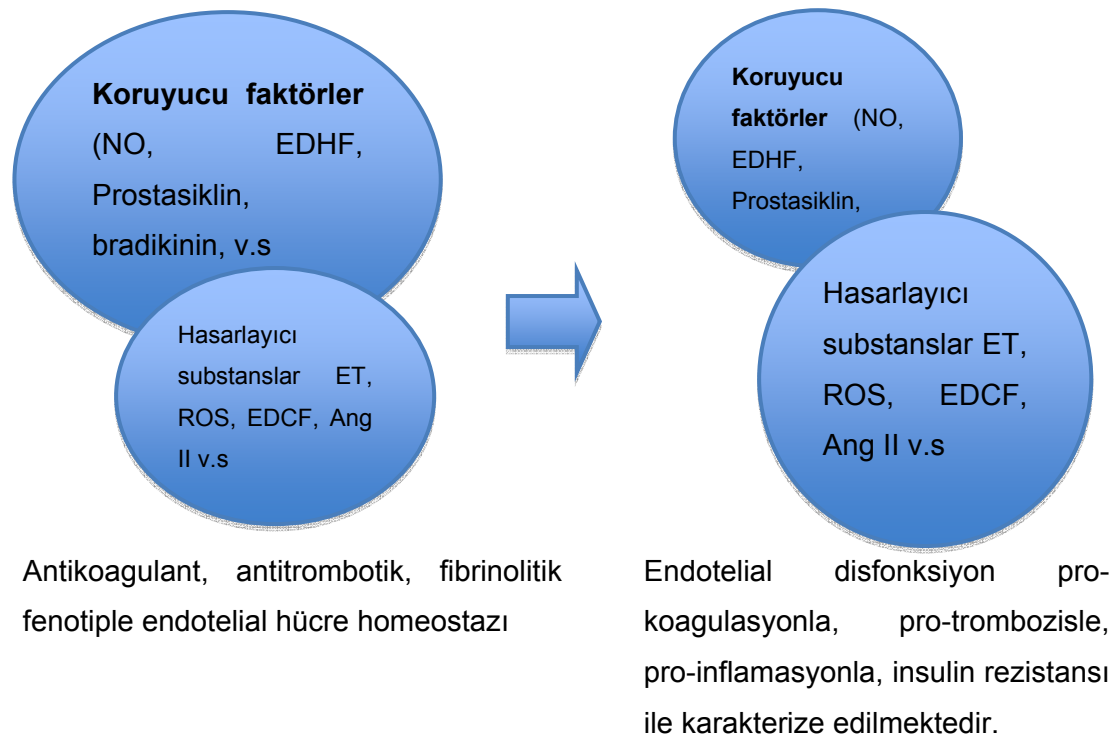 Koruyucu faktörler
(NO, EDHF,
Prostasiklin,
bradikinin, v.s
Hasarlayıcı
substanslar ET,
ROS, EDCF, Ang
II v.s
Antikoagulant, antitrombotik, fibrinolitik
fenotiple endotelial hücre homeostazı
Koruyucu
faktörler (NO,
EDHF,
Prostasiklin,
Hasarlayıcı
substanslar ET,
ROS, EDCF,
Ang II v.s
Endotelial disfonksiyon pro-
koagulasyonla, pro-trombozisle,
pro-inflamasyonla, insulin rezistansı
ile karakterize edilmektedir.